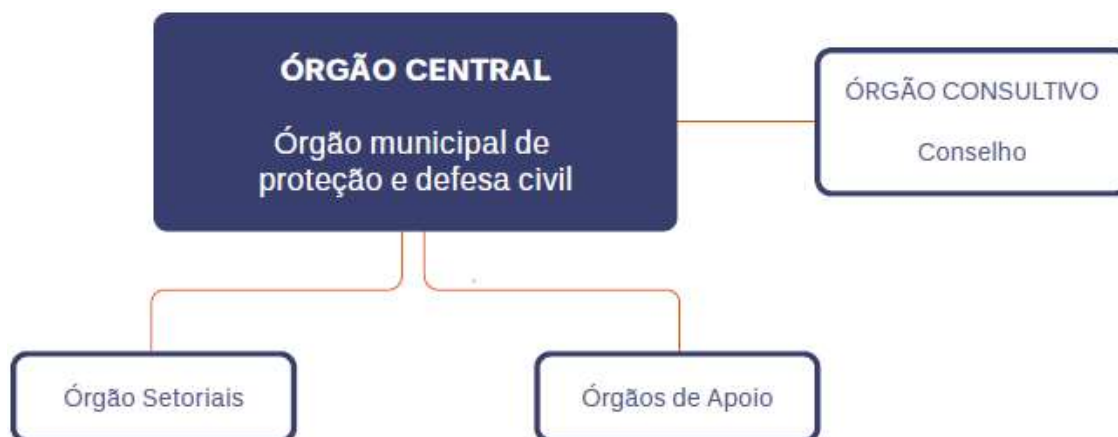 ÓRGÃO CENTRAL
Órgão municipal de
proteção e defesa civil
ÓRGÃO CONSULTIVO
Conselho
Órgão Setoriais
Órgãos de Apoio